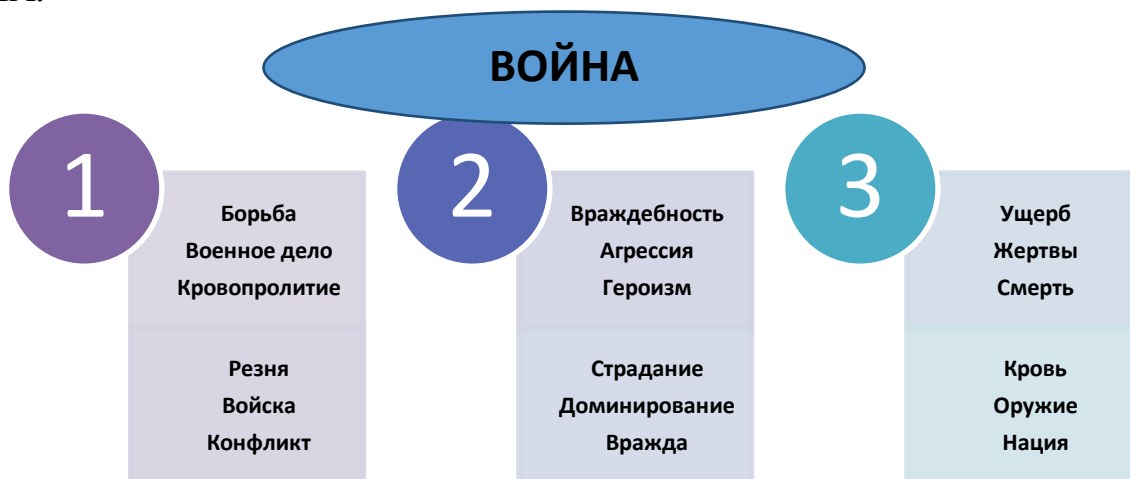 ВОЙНА
1
Борьба
Военное дело
Кровопролитие
Резня
Войска
Конфликт
2
Враждебность
Агрессия
Героизм
Страдание
Доминирование
Вражда
3
Ущерб
Жертвы
Смерть
Кровь
Оружие
Нация